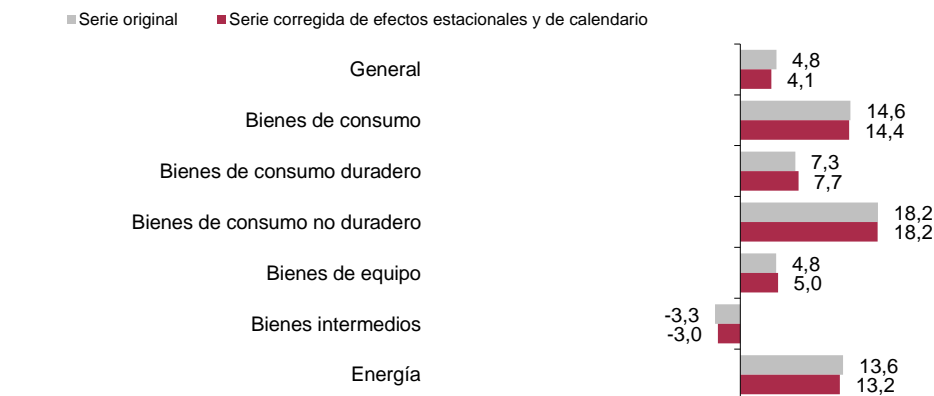 Serie original Serie corregida de efectos estacionales y de calendario
General 4,8
4,1
Bienes de consumo 14,6
14,4
Bienes de consumo duradero 7,3
7,7
Bienes de consumo no duradero 18,2
18,2
Bienes de equipo 4,8
5,0
Bienes intermedios -3,3
-3,0
Energía 13,6
13,2